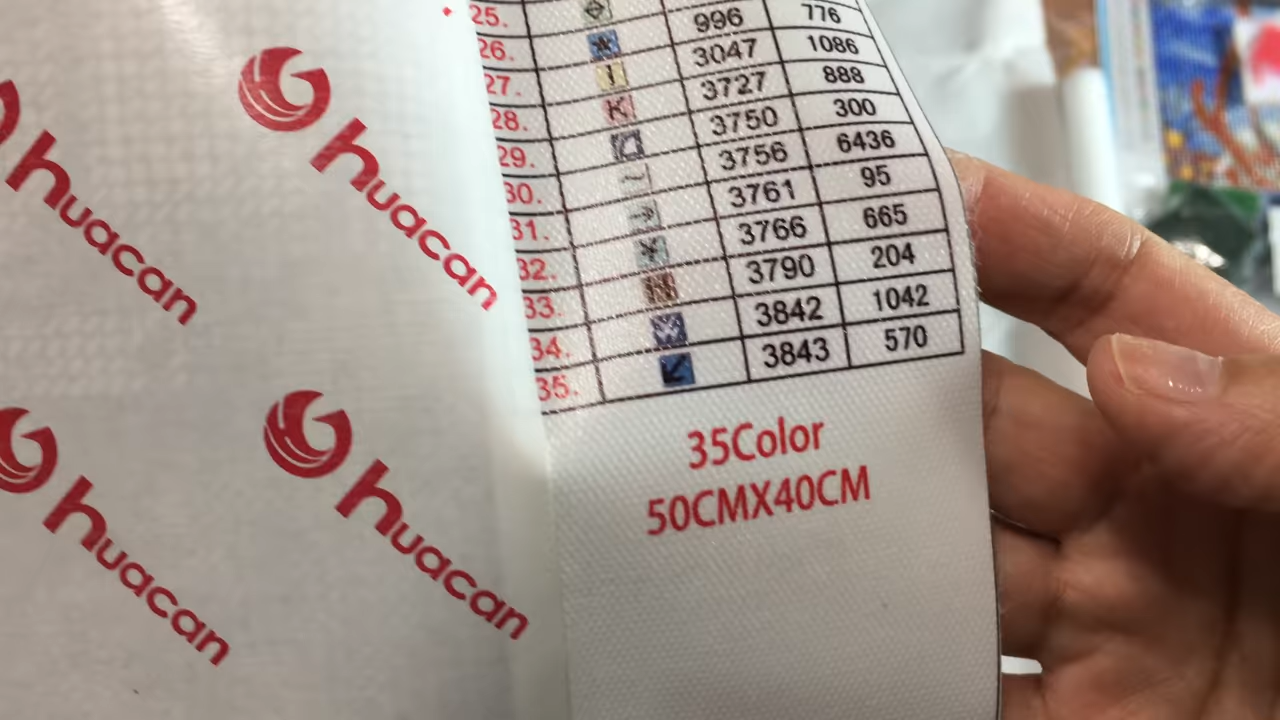 25.
26. 996 776
27. I 3047 1086
28. K 3727 888
29. 3750 300
30. ~ 3756 6436
31. → 3761 95
32. 3766 665
33. N 3790 204
34. W 3842 1042
35. ↙ 3843 570
35Color
50CMX40CM
huacan
huacan
huacan
huacan